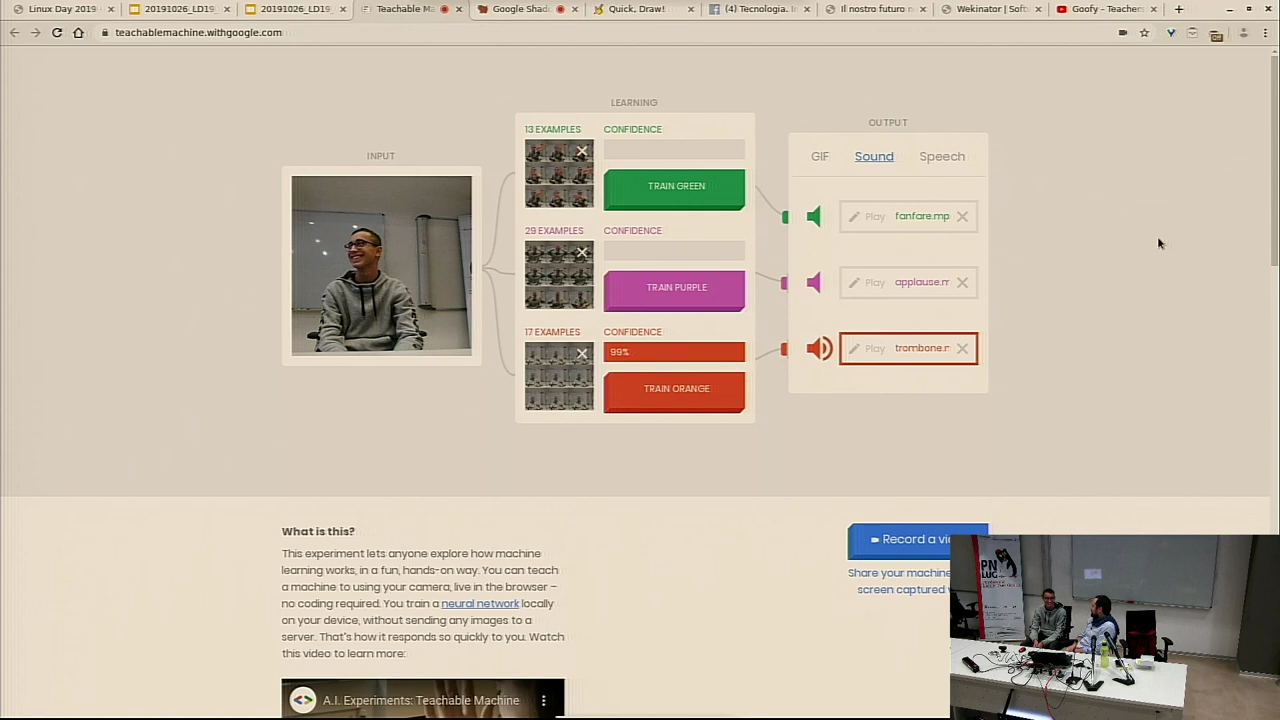 Linux Day 2019
20191026_LD19_
20191026_LD19_
Teachable Ma
Google Shad
Quick, Draw!
(4) Tecnologia. I
Il nostro futuro n
Wekinator | Soft
Goofy - Teachers
teachablemachine.withgoogle.com
LEARNING
OUTPUT
INPUT
13 EXAMPLES
CONFIDENCE
TRAIN GREEN
29 EXAMPLES
CONFIDENCE
TRAIN PURPLE
17 EXAMPLES
CONFIDENCE
99%
TRAIN ORANGE
GIF Sound Speech
Play fanfare.mp
Play applause.m
Play trombone.m
What is this?
This experiment lets anyone explore how machine
learning works, in a fun, hands-on way. You can teach
a machine to using your camera, live in the browser –
no coding required. You train a neural network locally
on your device, without sending any images to a
server. That's how it responds so quickly to you. Watch
this video to learn more:
Record a vi
Share your machine
screen captured
A.I. Experiments: Teachable Machine
PN
LUG